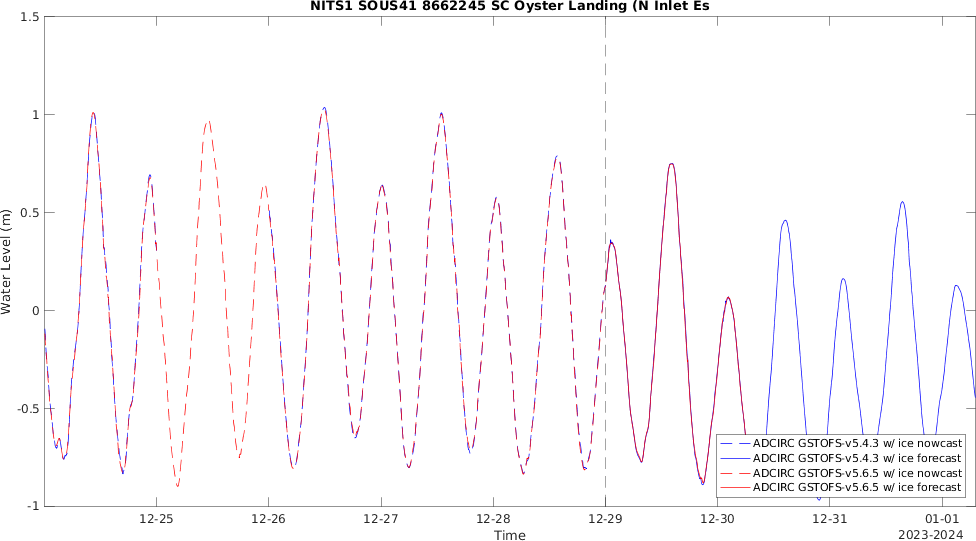 NITS1 SOUS41 8662245 SC Oyster Landing (N Inlet Es
1.5
1
0.5
0
-0.5
-1
Water Level (m)
12-25
12-26
12-27
12-28
12-29
12-30
12-31
01-01
Time
2023-2024
ADCIRC GSTOFS-v5.4.3 w/ ice nowcast
ADCIRC GSTOFS-v5.4.3 w/ ice forecast
ADCIRC GSTOFS-v5.6.5 w/ ice nowcast
ADCIRC GSTOFS-v5.6.5 w/ ice forecast